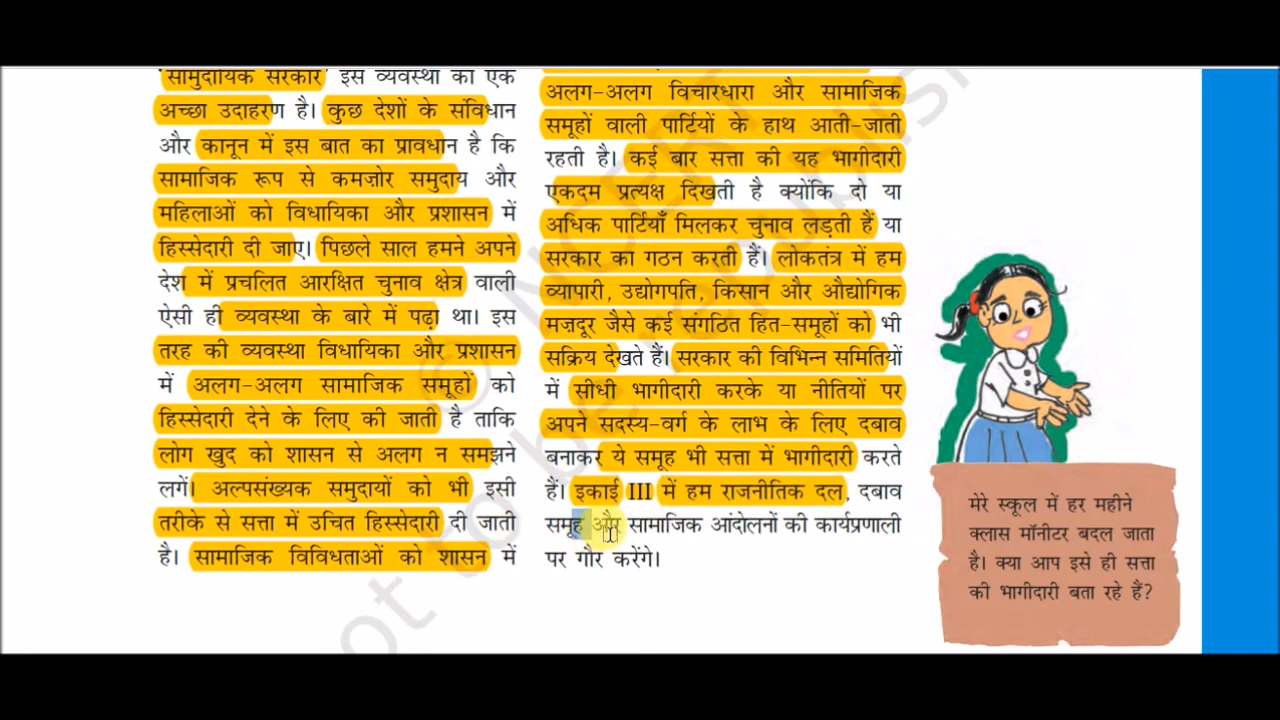 'सामुदायिक सरकार' इस व्यवस्था का एक
अच्छा उदाहरण है। कुछ देशों के संविधान
और कानून में इस बात का प्रावधान है कि
सामाजिक रूप से कमज़ोर समुदाय और
महिलाओं को विधायिका और प्रशासन में
हिस्सेदारी दी जाए। पिछले साल हमने अपने
देश में प्रचलित आरक्षित चुनाव क्षेत्र वाली
ऐसी ही व्यवस्था के बारे में पढ़ा था। इस
तरह की व्यवस्था विधायिका और प्रशासन
में अलग-अलग सामाजिक समूहों को
हिस्सेदारी देने के लिए की जाती है ताकि
लोग खुद को शासन से अलग न समझने
लगें। अल्पसंख्यक समुदायों को भी इसी
तरीके से सत्ता में उचित हिस्सेदारी दी जाती
है। सामाजिक विविधताओं को शासन में
अलग-अलग विचारधारा और सामाजिक
समूहों वाली पार्टियों के हाथ आती-जाती
रहती है। कई बार सत्ता की यह भागीदारी
एकदम प्रत्यक्ष दिखती है क्योंकि दो या
अधिक पार्टियाँ मिलकर चुनाव लड़ती हैं या
सरकार का गठन करती हैं। लोकतंत्र में हम
व्यापारी, उद्योगपति, किसान और औद्योगिक
मज़दूर जैसे कई संगठित हित-समूहों को भी
सक्रिय देखते हैं। सरकार की विभिन्न समितियों
में सीधी भागीदारी करके या नीतियों पर
अपने सदस्य-वर्ग के लाभ के लिए दबाव
बनाकर ये समूह भी सत्ता में भागीदारी करते
हैं। इकाई III में हम राजनीतिक दल, दबाव
समूह और सामाजिक आंदोलनों की कार्यप्रणाली
पर गौर करेंगे।
मेरे स्कूल में हर महीने
क्लास मॉनीटर बदल जाता
है। क्या आप इसे ही सत्ता
की भागीदारी बता रहे हैं?
© NCERT
not to be republish